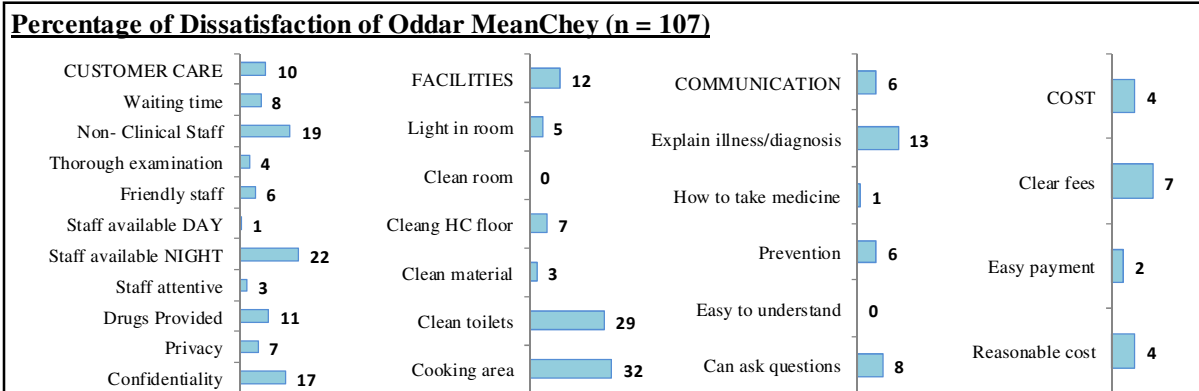 Percentage of Dissatisfaction of Oddar MeanChey (n = 107)
CUSTOMER CARE 10
Waiting time 8
Non- Clinical Staff 19
Thorough examination 4
Friendly staff 6
Staff available DAY 1
Staff available NIGHT 22
Staff attentive 3
Drugs Provided 11
Privacy 7
Confidentiality 17
FACILITIES 12
Light in room 5
Clean room 0
Cleang HC floor 7
Clean material 3
Clean toilets 29
Cooking area 32
COMMUNICATION 6
Explain illness/diagnosis 13
How to take medicine 1
Prevention 6
Easy to understand 0
Can ask questions 8
COST 4
Clear fees 7
Easy payment 2
Reasonable cost 4